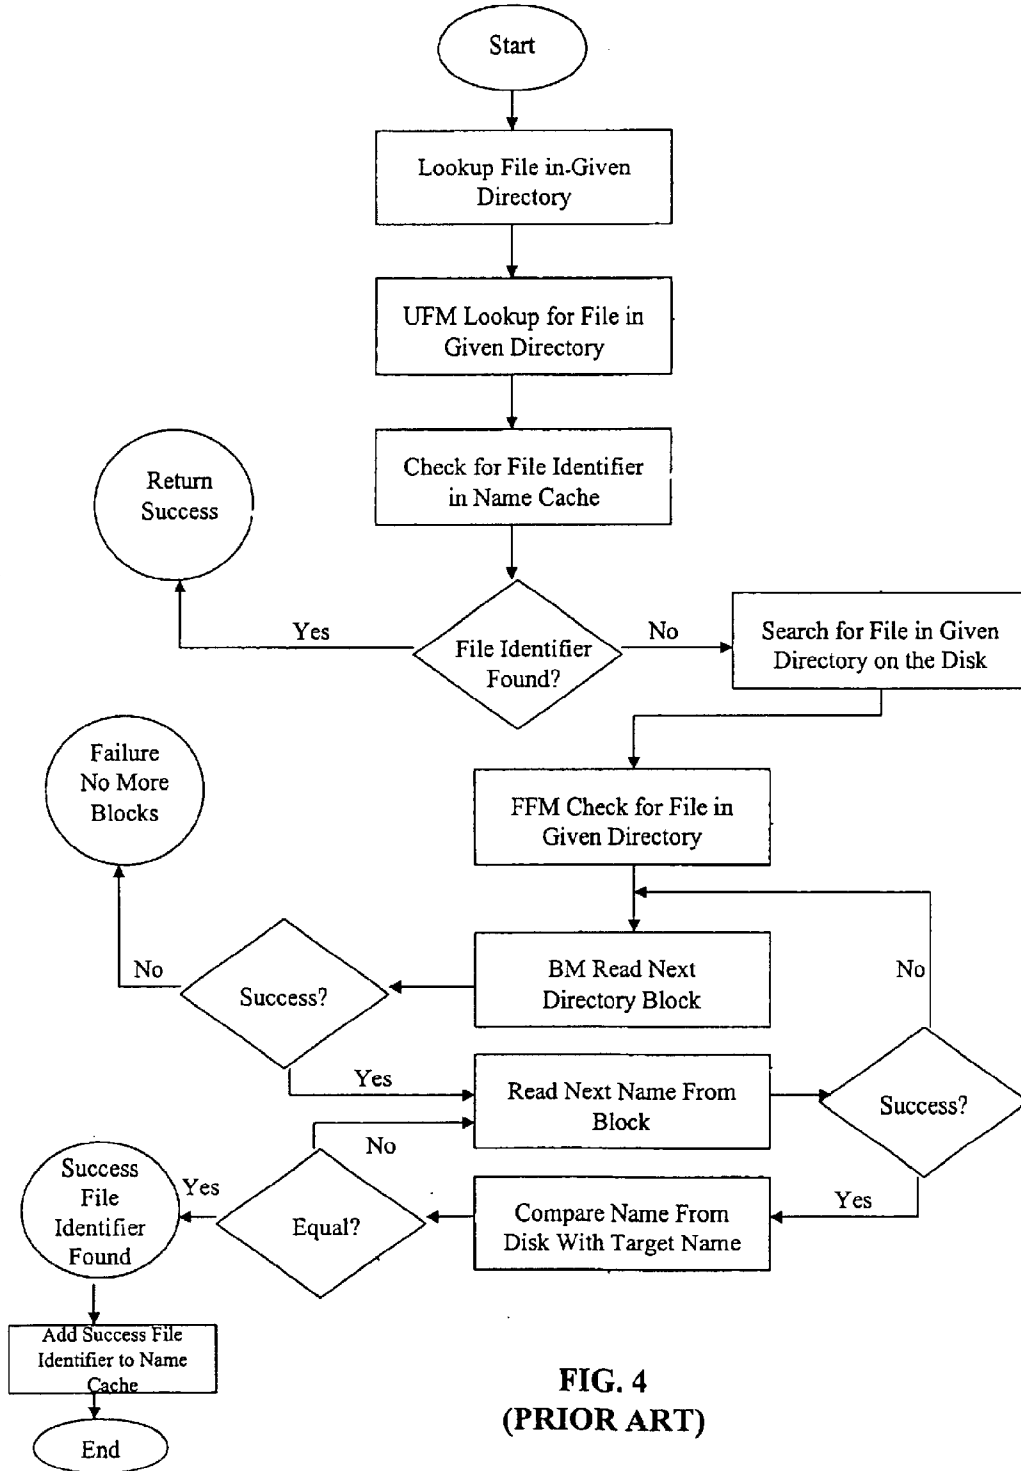 Start
Lookup File in-Given
Directory
UFM Lookup for File in
Given Directory
Check for File Identifier
in Name Cache
Return
Success
Yes
File Identifier
Found?
No
Search for File in Given
Directory on the Disk
Failure
No More
Blocks
FFM Check for File in
Given Directory
No
Success?
BM Read Next
Directory Block
No
Yes
Read Next Name From
Block
Success?
No
Success
File
Identifier
Found
Yes
Equal?
Compare Name From
Disk With Target Name
Yes
Add Success File
Identifier to Name
Cache
End
FIG. 4
(PRIOR ART)